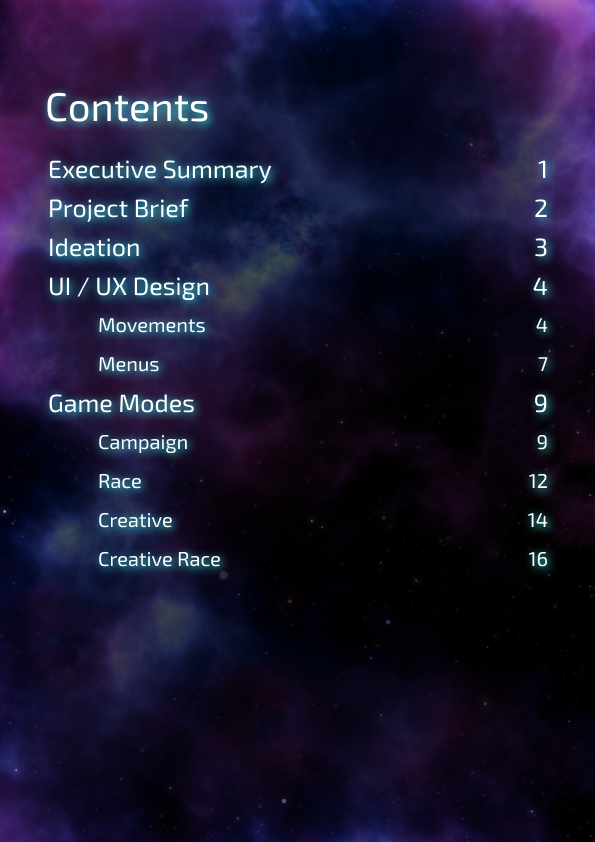 Contents
Executive Summary 1
Project Brief 2
Ideation 3
UI / UX Design 4
Movements 4
Menus 7
Game Modes 9
Campaign 9
Race 12
Creative 14
Creative Race 16